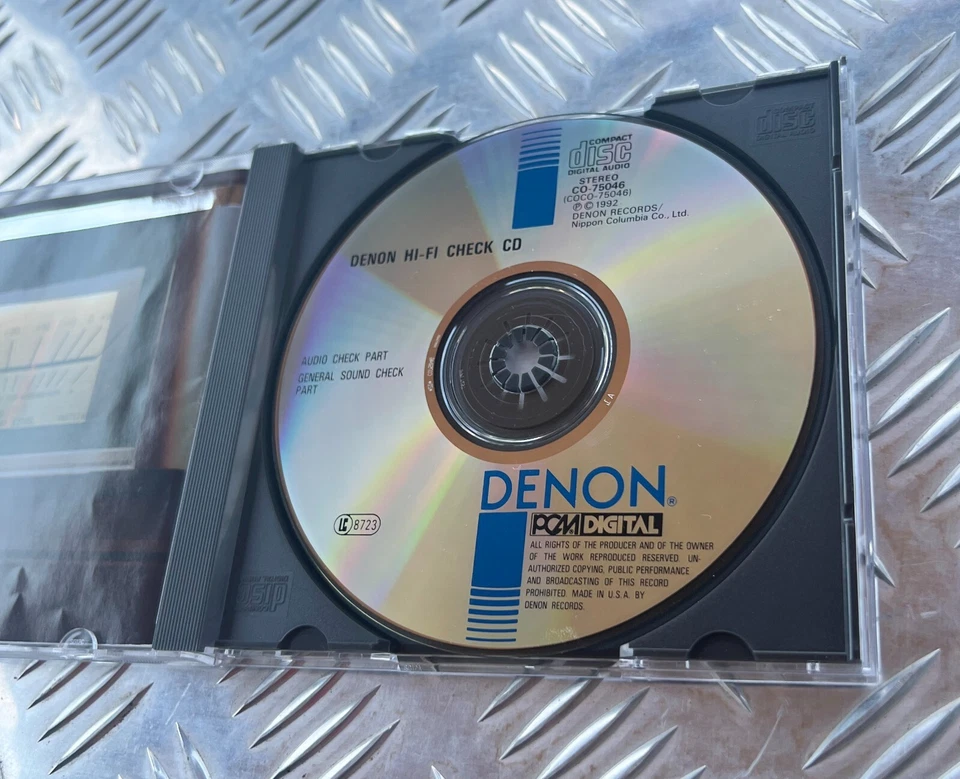 COMPACT
disc
DIGITAL AUDIO
STEREO
CO-75046
(COCO-75046)
Ⓟ © 1992
DENON RECORDS/
Nippon Columbia Co., Ltd.
DENON HI-FI CHECK CD
AUDIO CHECK PART
GENERAL SOUND CHECK
PART
DENON®
PCM DIGITAL
LC 8723
ALL RIGHTS OF THE PRODUCER AND OF THE OWNER
OF THE WORK REPRODUCED RESERVED UN-
AUTHORIZED COPYING, PUBLIC PERFORMANCE
AND BROADCASTING OF THIS RECORD
PROHIBITED. MADE IN U.S.A. BY
DENON RECORDS.
disc
disc